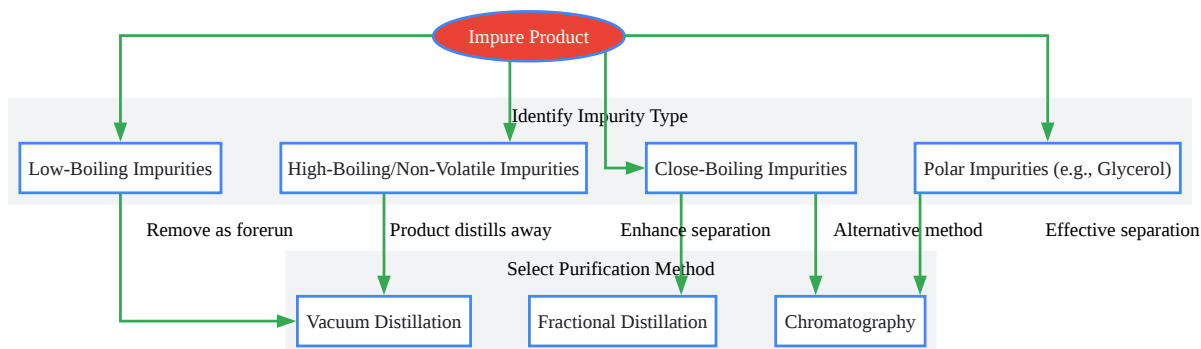 Impure Product
Identify Impurity Type
Low-Boiling Impurities
High-Boiling/Non-Volatile Impurities
Close-Boiling Impurities
Polar Impurities (e.g., Glycerol)
Remove as forerun
Product distills away
Enhance separation
Alternative method
Effective separation
Select Purification Method
Vacuum Distillation
Fractional Distillation
Chromatography